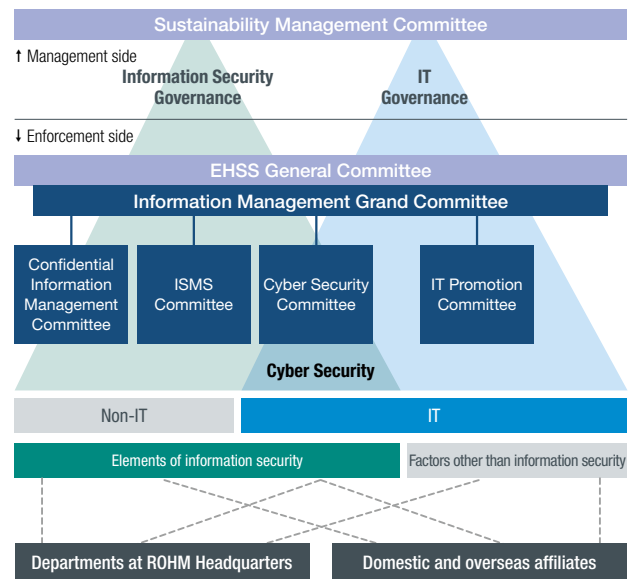 Sustainability Management Committee
↑ Management side
Information Security
Governance
IT
Governance
↓ Enforcement side
EHSS General Committee
Information Management Grand Committee
Confidential
Information
Management
Committee
ISMS
Committee
Cyber Security
Committee
IT Promotion
Committee
Cyber Security
Non-IT
IT
Elements of information security
Factors other than information security
Departments at ROHM Headquarters
Domestic and overseas affiliates